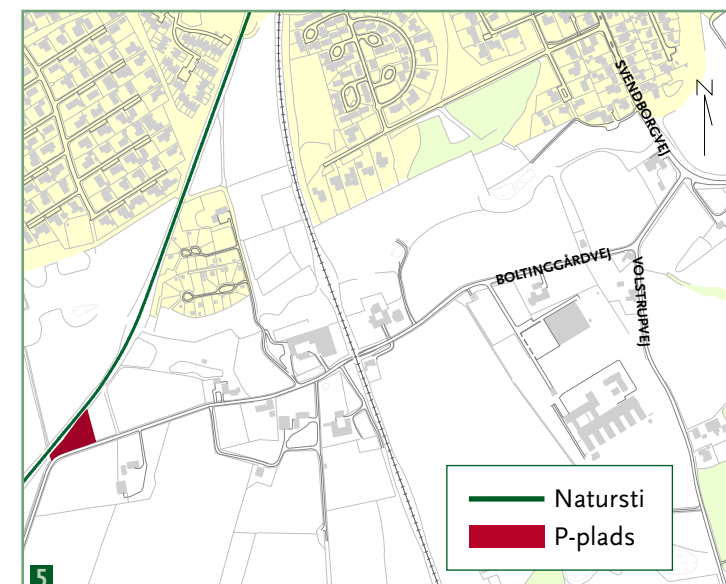 SVENDBORGVEJ
N
BOLTINGGÅRDVEJ
VOLSTRUPVEJ
Natursti
P-plads
5